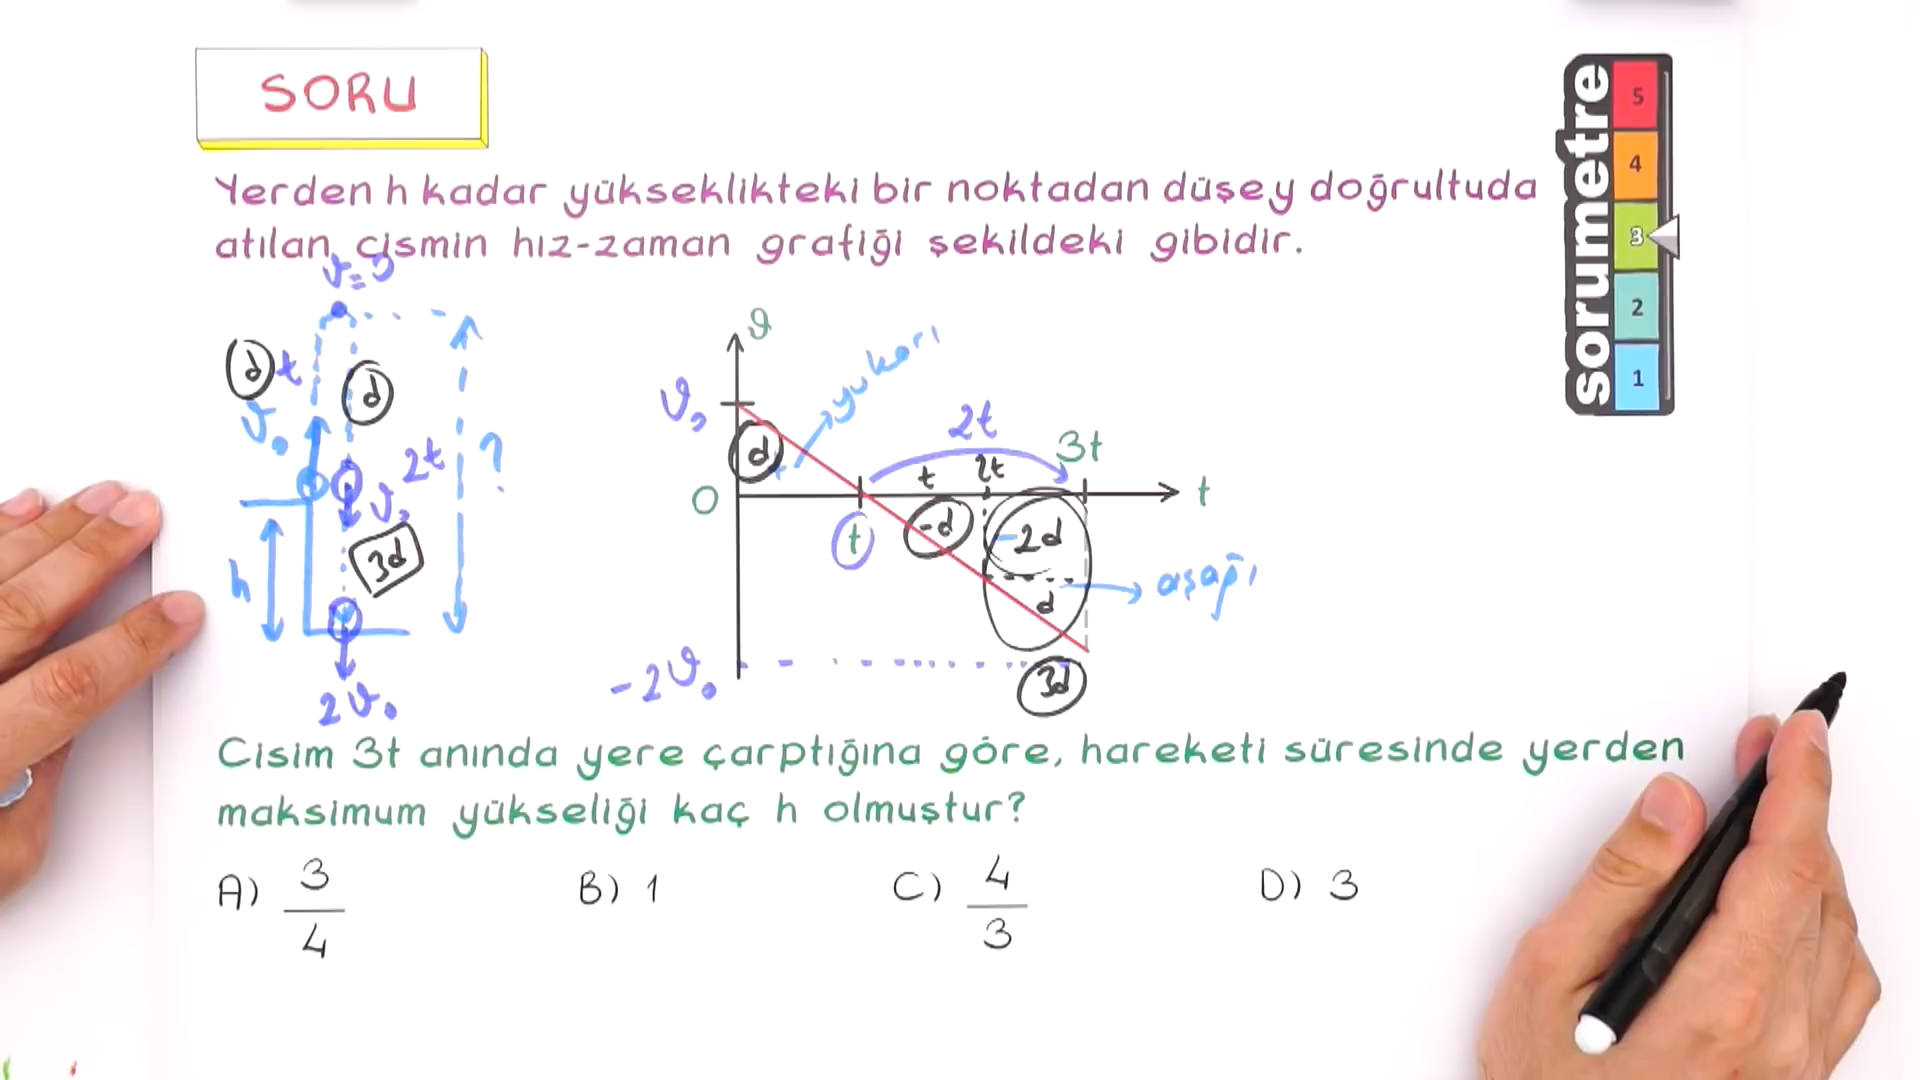 SORU
Yerden h kadar yükseklikteki bir noktadan düşey doğrultuda
atılan cismin hız-zaman grafiği şekildeki gibidir.
sorumetre
5
4
3
2
1
ϑ=0
d
t
d
ϑ₀
2t
?
ϑ₀
h
3d
2ϑ₀
ϑ
yukarı
ϑ₀
2t
3t
d
t
2t
0
t
t
-d
-2d
d
aşağı
-2ϑ₀
3d
Cisim 3t anında yere çarptığına göre, hareketi süresinde yerden
maksimum yükseliği kaç h olmuştur?
A) 3/4
B) 1
C) 4/3
D) 3